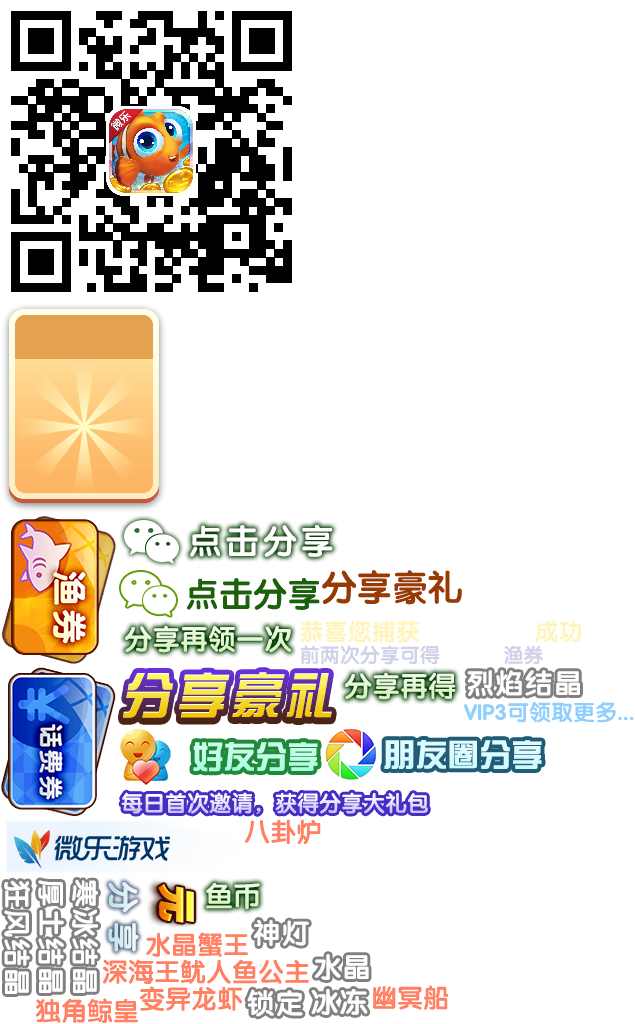 微乐
渔券
点击分享
点击分享
分享豪礼
分享再领一次
恭喜您捕获
成功
前两次分享可得
渔券
话费券
分享豪礼
分享再得
烈焰结晶
VIP3可领取更多...
好友分享
朋友圈分享
每日首次邀请，获得分享大礼包
微乐游戏
八卦炉
狂风结晶
厚土结晶
寒冰结晶
分享
元
鱼币
水晶蟹王
神灯
深海王鱿
人鱼公主
水晶
独角鲸皇
变异龙虾
锁定
冰冻
幽冥船